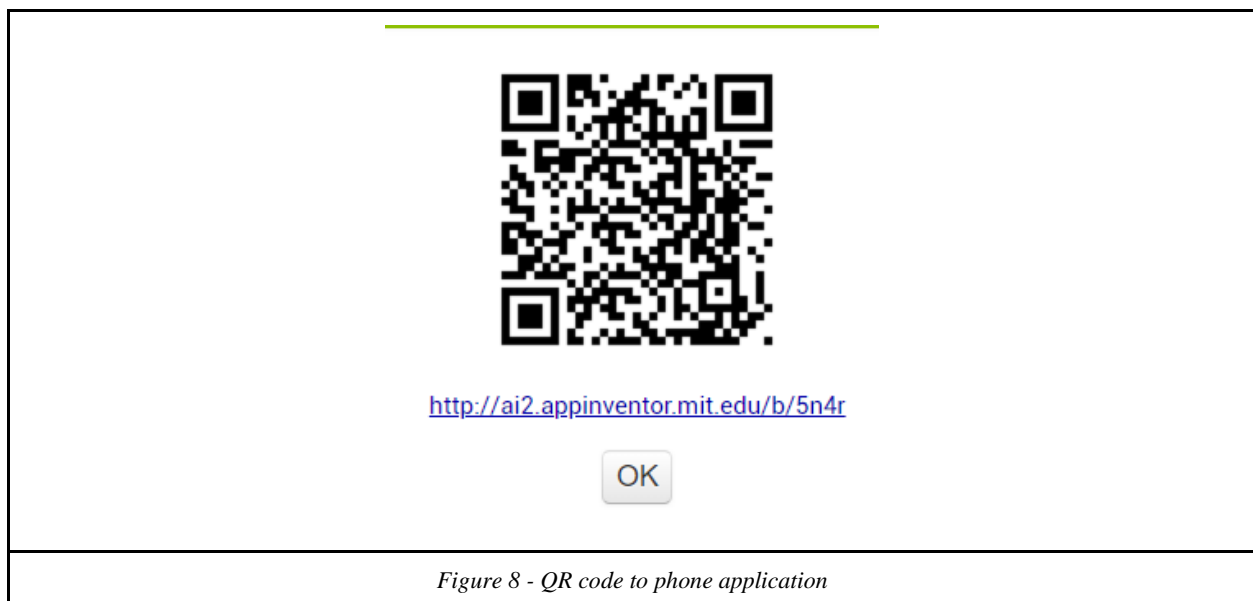 http://ai2.appinventor.mit.edu/b/5n4r
OK
Figure 8 - QR code to phone application